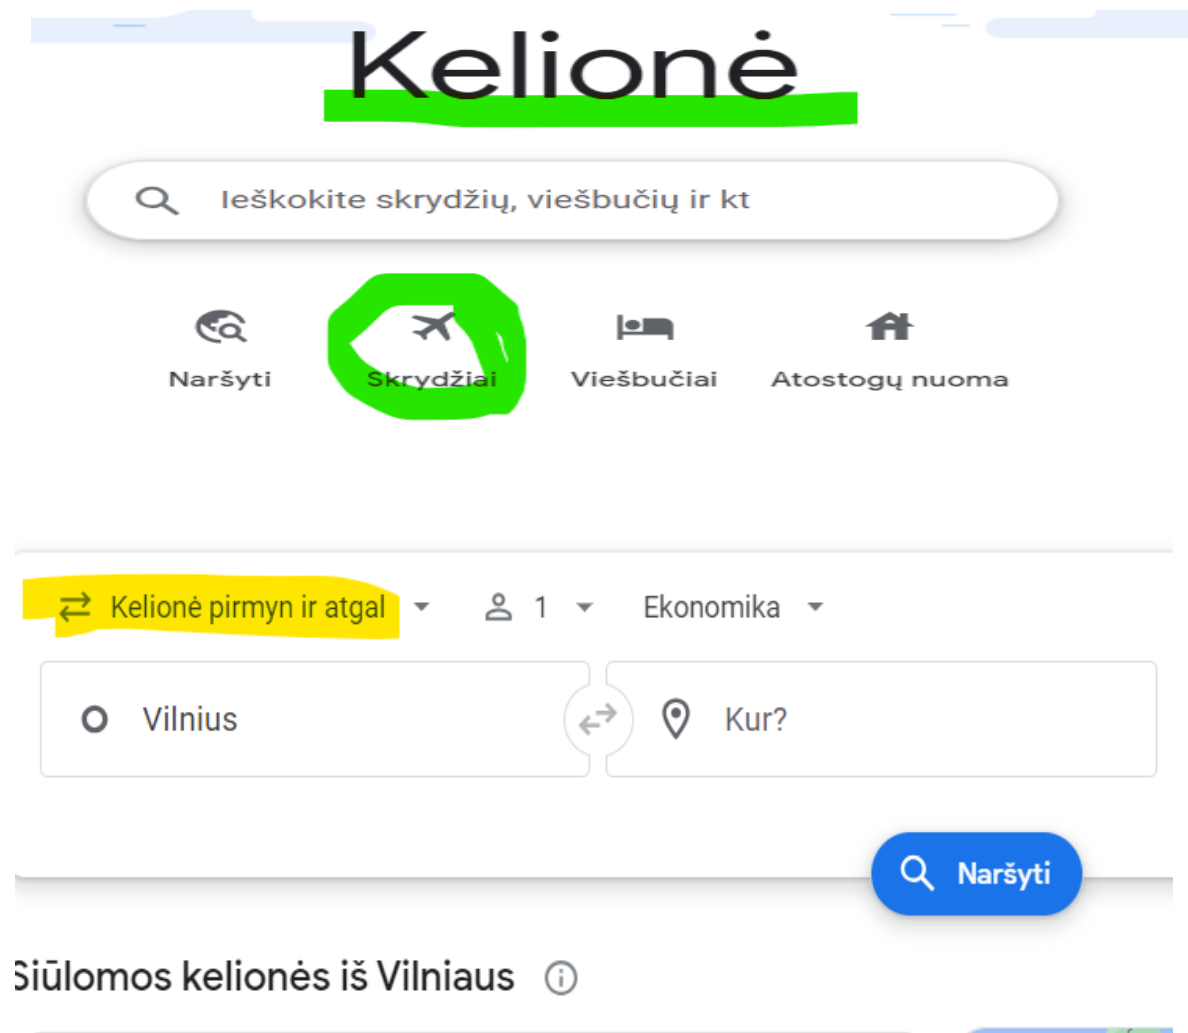 Kelionė
Ieškokite skrydžių, viešbučių ir kt
Naršyti Skrydžiai Viešbučiai Atostogų nuoma
Kelionė pirmyn ir atgal 1 Ekonomika
Vilnius Kur?
Naršyti
Siūlomos kelionės iš Vilniaus